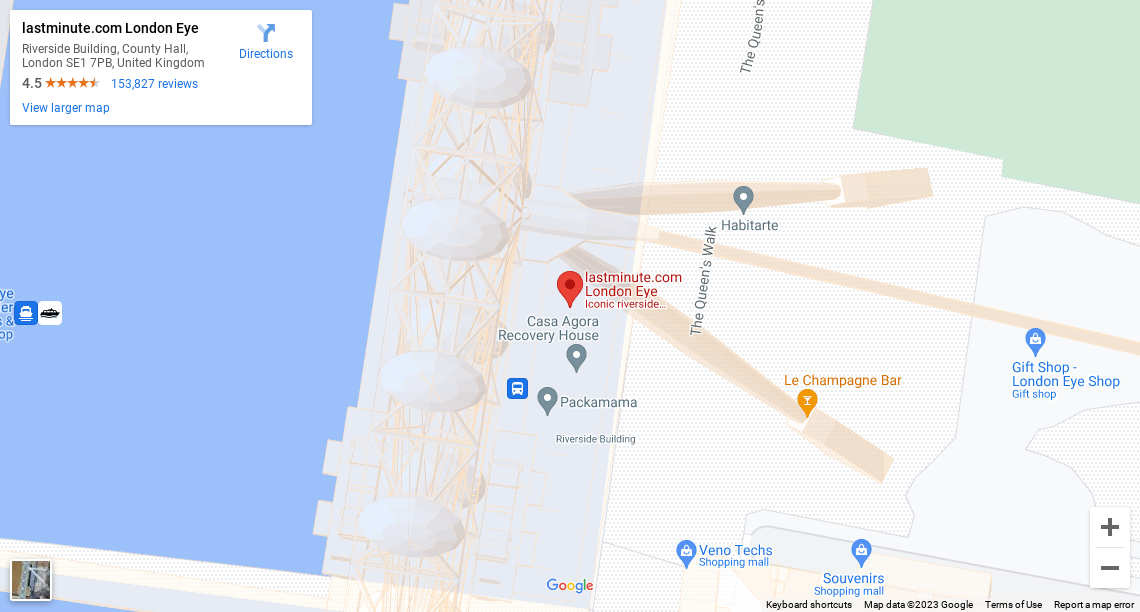 lastminute.com London Eye
Riverside Building, County Hall,
London SE1 7PB, United Kingdom
4.5
153,827 reviews
View larger map
Directions
The Queen's
Habitarte
The Queen's Walk
lastminute.com
London Eye
Iconic riverside...
Casa Agora
Recovery House
Packamama
Riverside Building
Le Champagne Bar
Gift Shop -
London Eye Shop
Gift shop
Veno Techs
Shopping mall
Souvenirs
Shopping mall
Google
Keyboard shortcuts
Map data ©2023 Google
Terms of Use
Report a map error